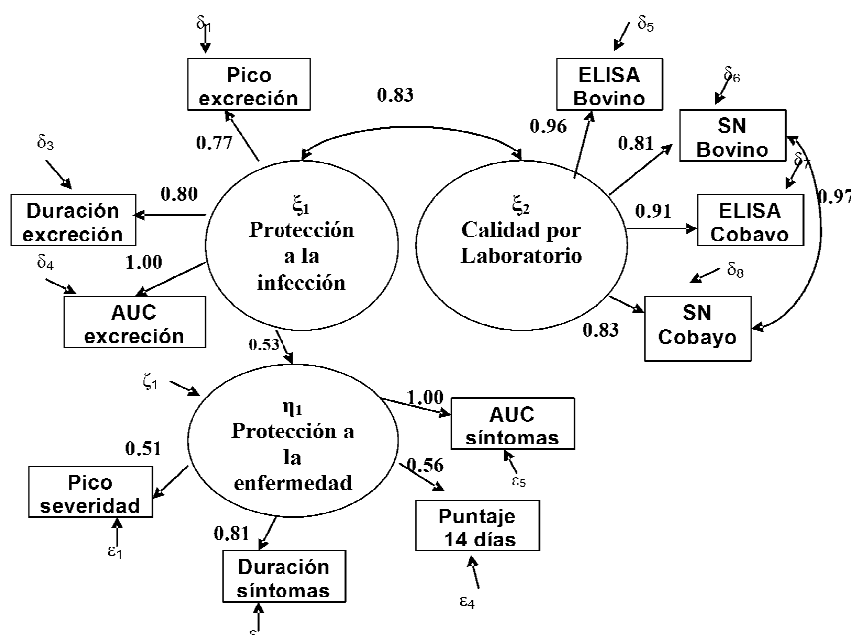 δ1
δ5
Pico
excreción
ELISA
Bovino
0.83
δ6
0.77
0.96
0.81
SN
Bovino
δ3
δ7
0.80
ξ1
Protección
a la
infección
ξ2
Calidad por
Laboratorio
0.91
0.97
Duración
excreción
ELISA
Cobavo
δ4
1.00
δ8
AUC
excreción
SN
Cobayo
0.83
0.53
ζ1
η1
Protección a
la
enfermedad
1.00
AUC
síntomas
0.51
0.56
ε5
Pico
severidad
Puntaje
14 días
0.81
ε1
Duración
síntomas
ε4